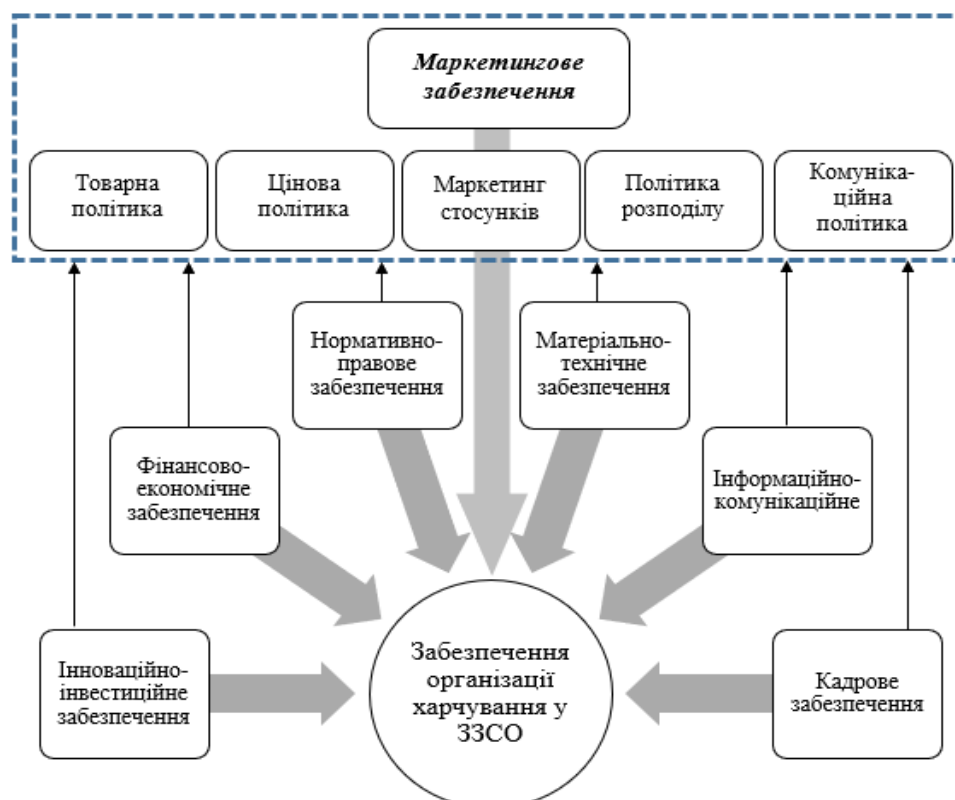 Маркетингове
забезпечення
Товарна
політика
Цінова
політика
Маркетинг
стосунків
Політика
розподілу
Комуніка-
ційна
політика
Нормативно-
правове
забезпечення
Матеріально-
технічне
забезпечення
Фінансово-
економічне
забезпечення
Інформаційно-
комунікаційне
Інноваційно-
інвестиційне
забезпечення
Забезпечення
організації
харчування у
ЗЗСО
Кадрове
забезпечення